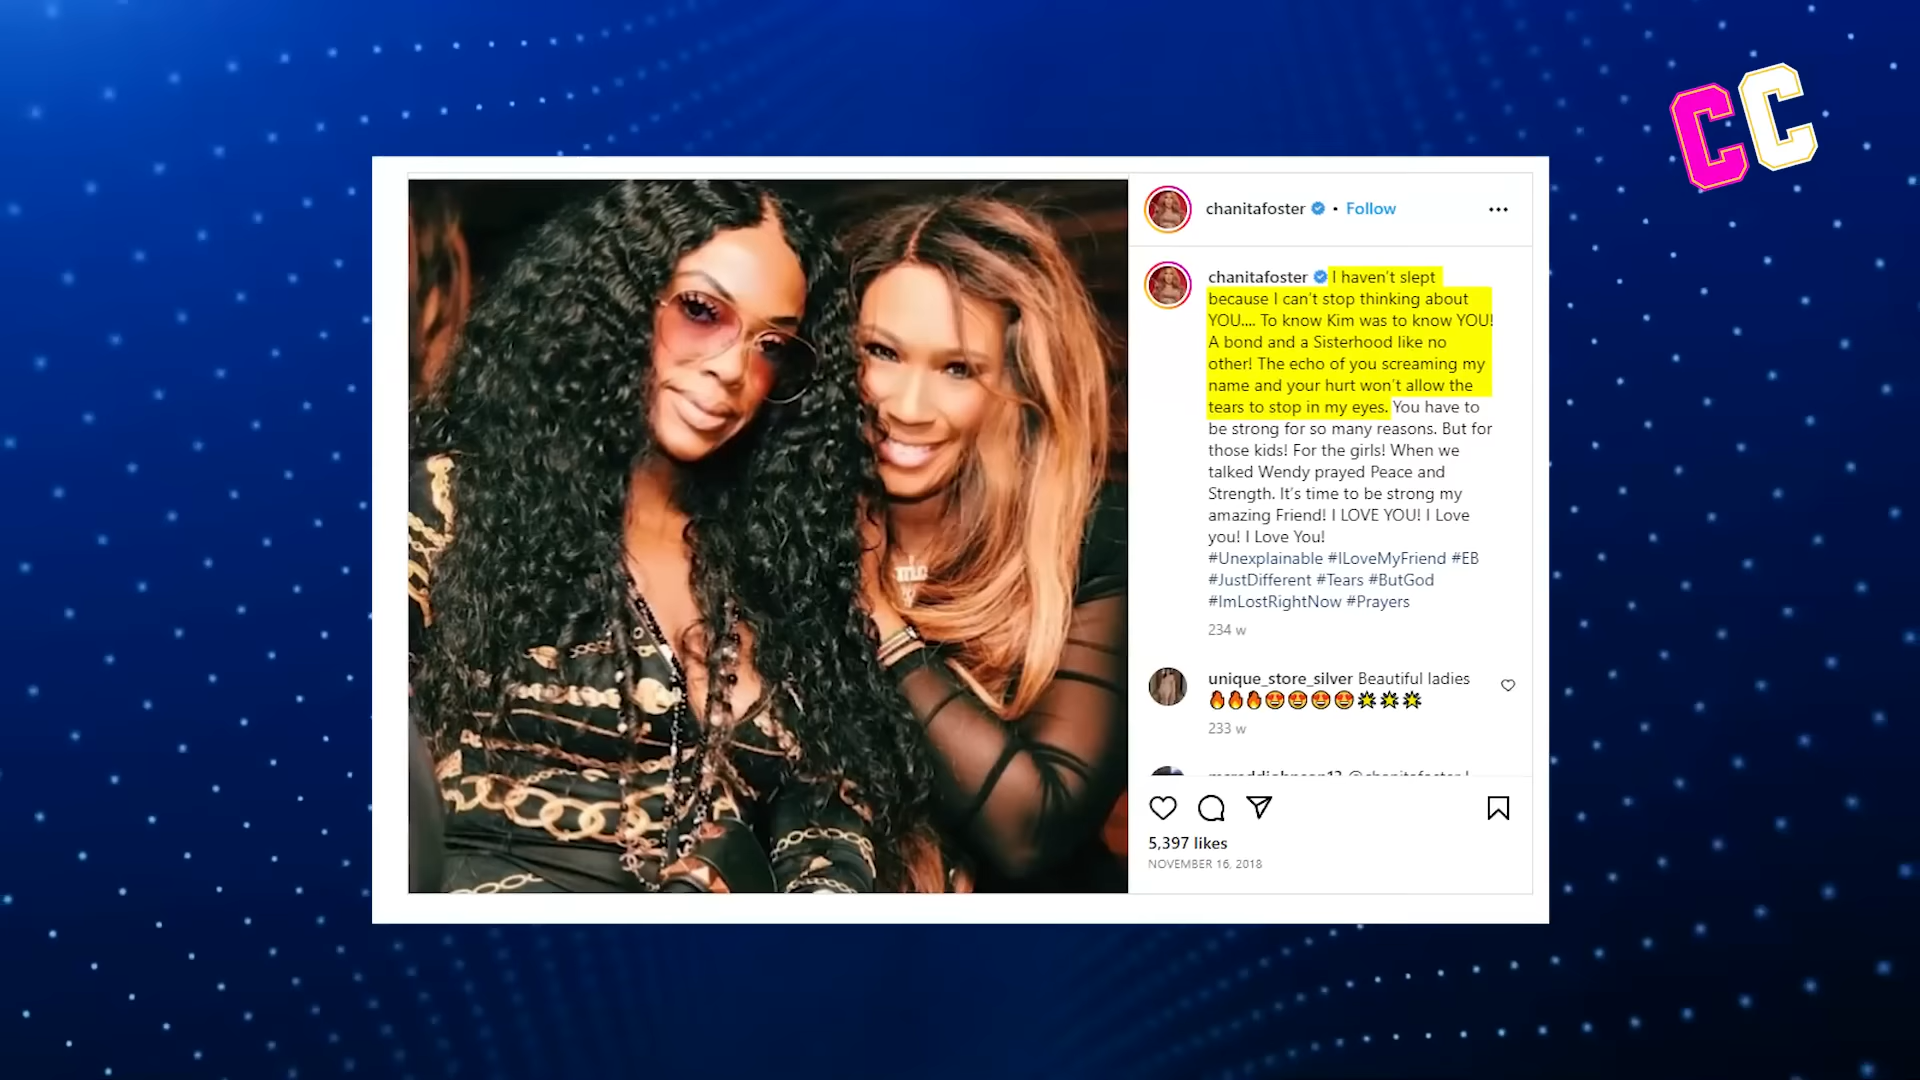 CC
chanitafoster • Follow
chanitafoster I haven't slept
because I can't stop thinking about
YOU.... To know Kim was to know YOU!
A bond and a Sisterhood like no
other! The echo of you screaming my
name and your hurt won't allow the
tears to stop in my eyes. You have to
be strong for so many reasons. But for
those kids! For the girls! When we
talked Wendy prayed Peace and
Strength. It's time to be strong my
amazing Friend! I LOVE YOU! I Love
you! I Love You!
#Unexplainable #ILoveMyFriend #EB
#JustDifferent #Tears #ButGod
#ImLostRightNow #Prayers
234 w
unique_store_silver Beautiful ladies
🔥🔥🔥😍😍😍😍🌟🌟🌟
233 w
5,397 likes
NOVEMBER 16, 2018